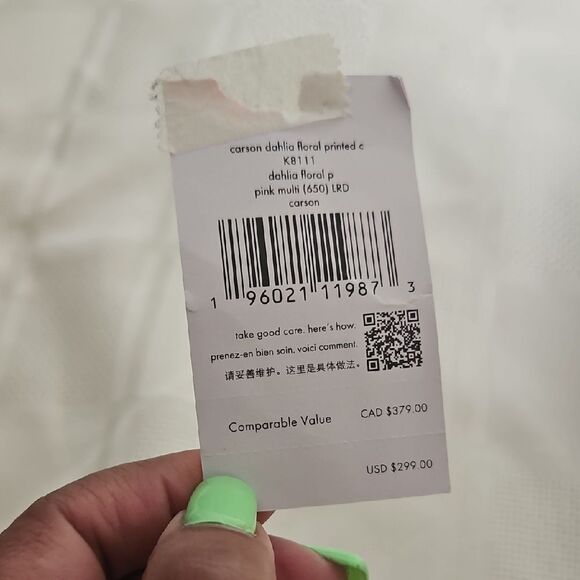 carson dahlia floral printed c
K8111
dahlia floral p
pink multi (650) LRD
carson
1 96021 11987 3
take good care. here's how.
prenez-en bien soin. voici comment.
请妥善维护。这里是具体做法。
Comparable Value CAD $379.00
USD $299.00